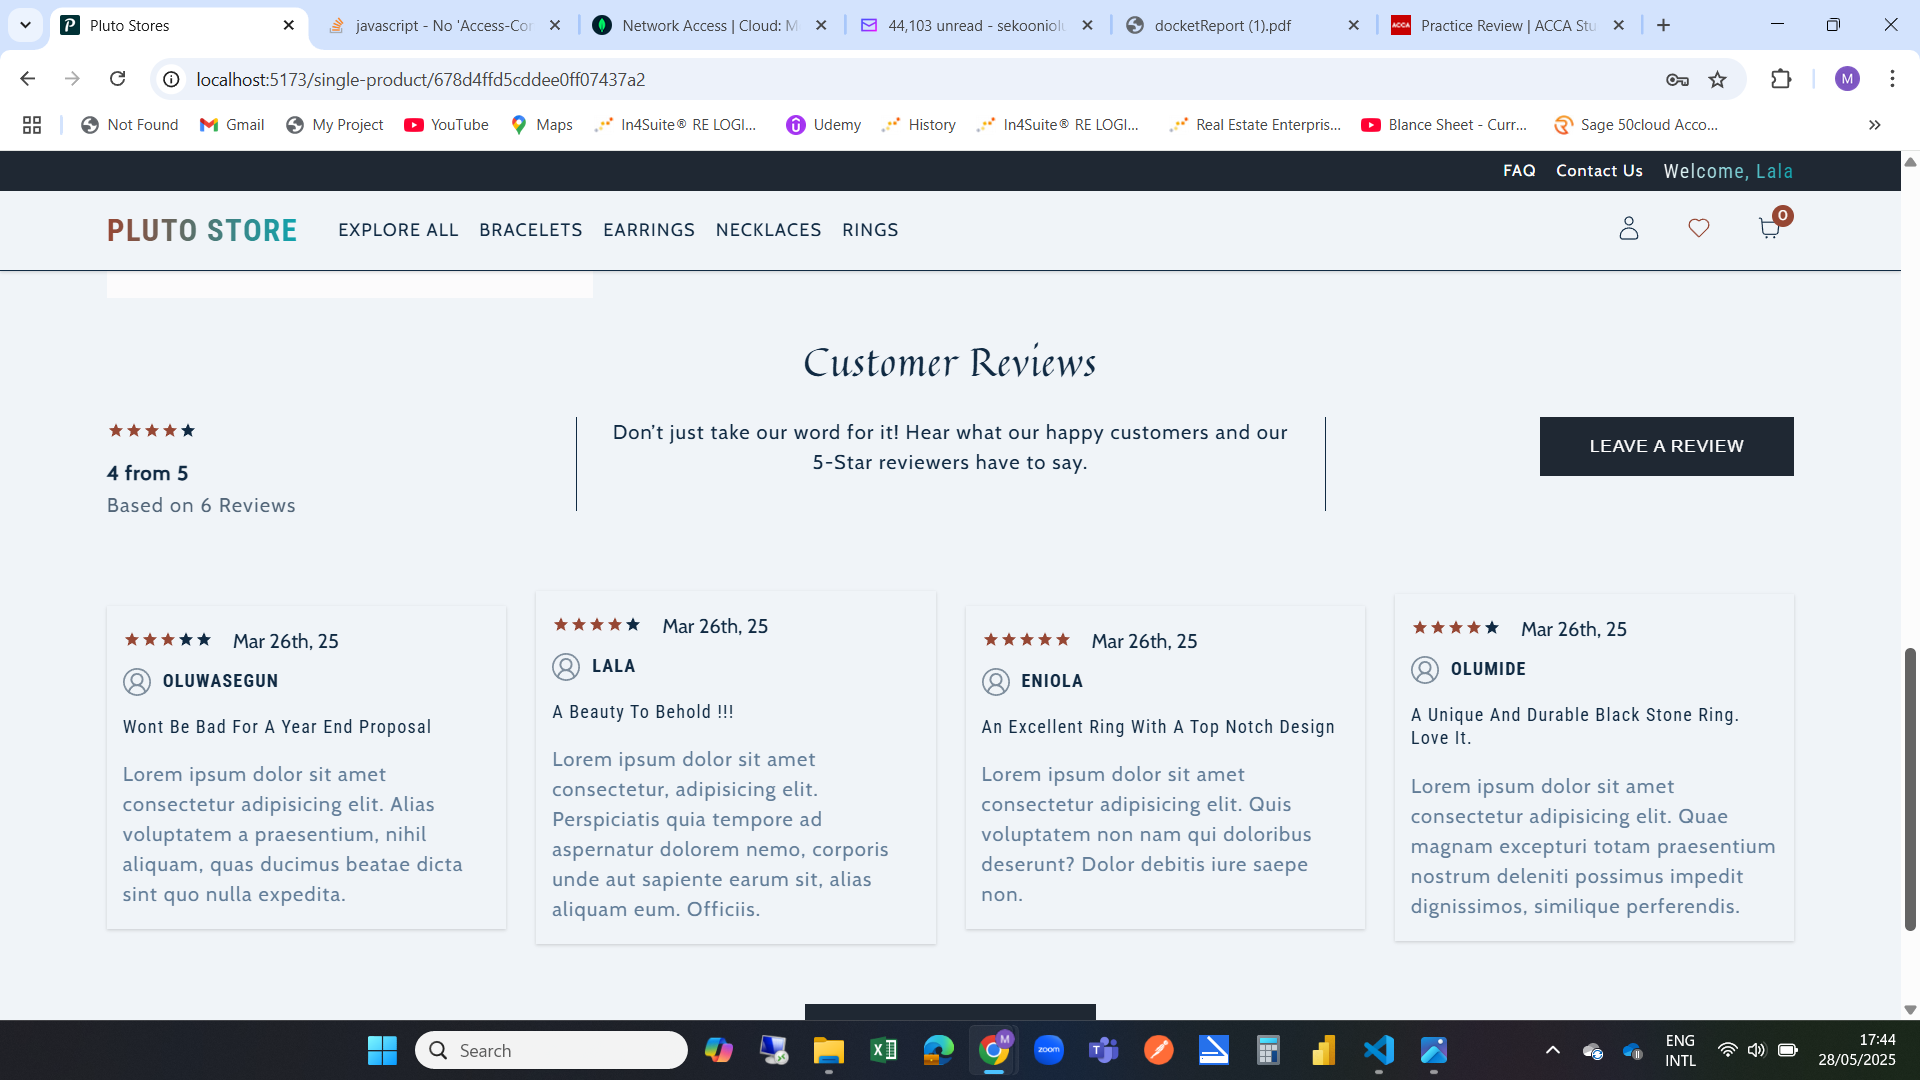 Pluto Stores
javascript - No 'Access-Con
Network Access | Cloud: M
44,103 unread - sekooniol
docketReport (1).pdf
Practice Review | ACCA Stu
localhost:5173/single-product/678d4ffd5cddee0ff07437a2
M
Not Found
Gmail
My Project
YouTube
Maps
In4Suite® RE LOGI...
Udemy
History
In4Suite® RE LOGI...
Real Estate Enterpris...
Blance Sheet - Curr...
Sage 50cloud Acco...
FAQ
Contact Us
Welcome, Lala
PLUTO STORE
EXPLORE ALL
BRACELETS
EARRINGS
NECKLACES
RINGS
0
Customer Reviews
4 from 5
Based on 6 Reviews
Don't just take our word for it! Hear what our happy customers and our
5-Star reviewers have to say.
LEAVE A REVIEW
Mar 26th, 25
OLUWASEGUN
Wont Be Bad For A Year End Proposal
Lorem ipsum dolor sit amet
consectetur adipisicing elit. Alias
voluptatem a praesentium, nihil
aliquam, quas ducimus beatae dicta
sint quo nulla expedita.
Mar 26th, 25
LALA
A Beauty To Behold !!!
Lorem ipsum dolor sit amet
consectetur, adipisicing elit.
Perspiciatis quia tempore ad
aspernatur dolorem nemo, corporis
unde aut sapiente earum sit, alias
aliquam eum. Officiis.
Mar 26th, 25
ENIOLA
An Excellent Ring With A Top Notch Design
Lorem ipsum dolor sit amet
consectetur adipisicing elit. Quis
voluptatem non nam qui doloribus
deserunt? Dolor debitis iure saepe
non.
Mar 26th, 25
OLUMIDE
A Unique And Durable Black Stone Ring.
Love It.
Lorem ipsum dolor sit amet
consectetur adipisicing elit. Quae
magnam excepturi totam praesentium
nostrum deleniti possimus impedit
dignissimos, similique perferendis.
Search
zoom
M
ENG
INTL
17:44
28/05/2025